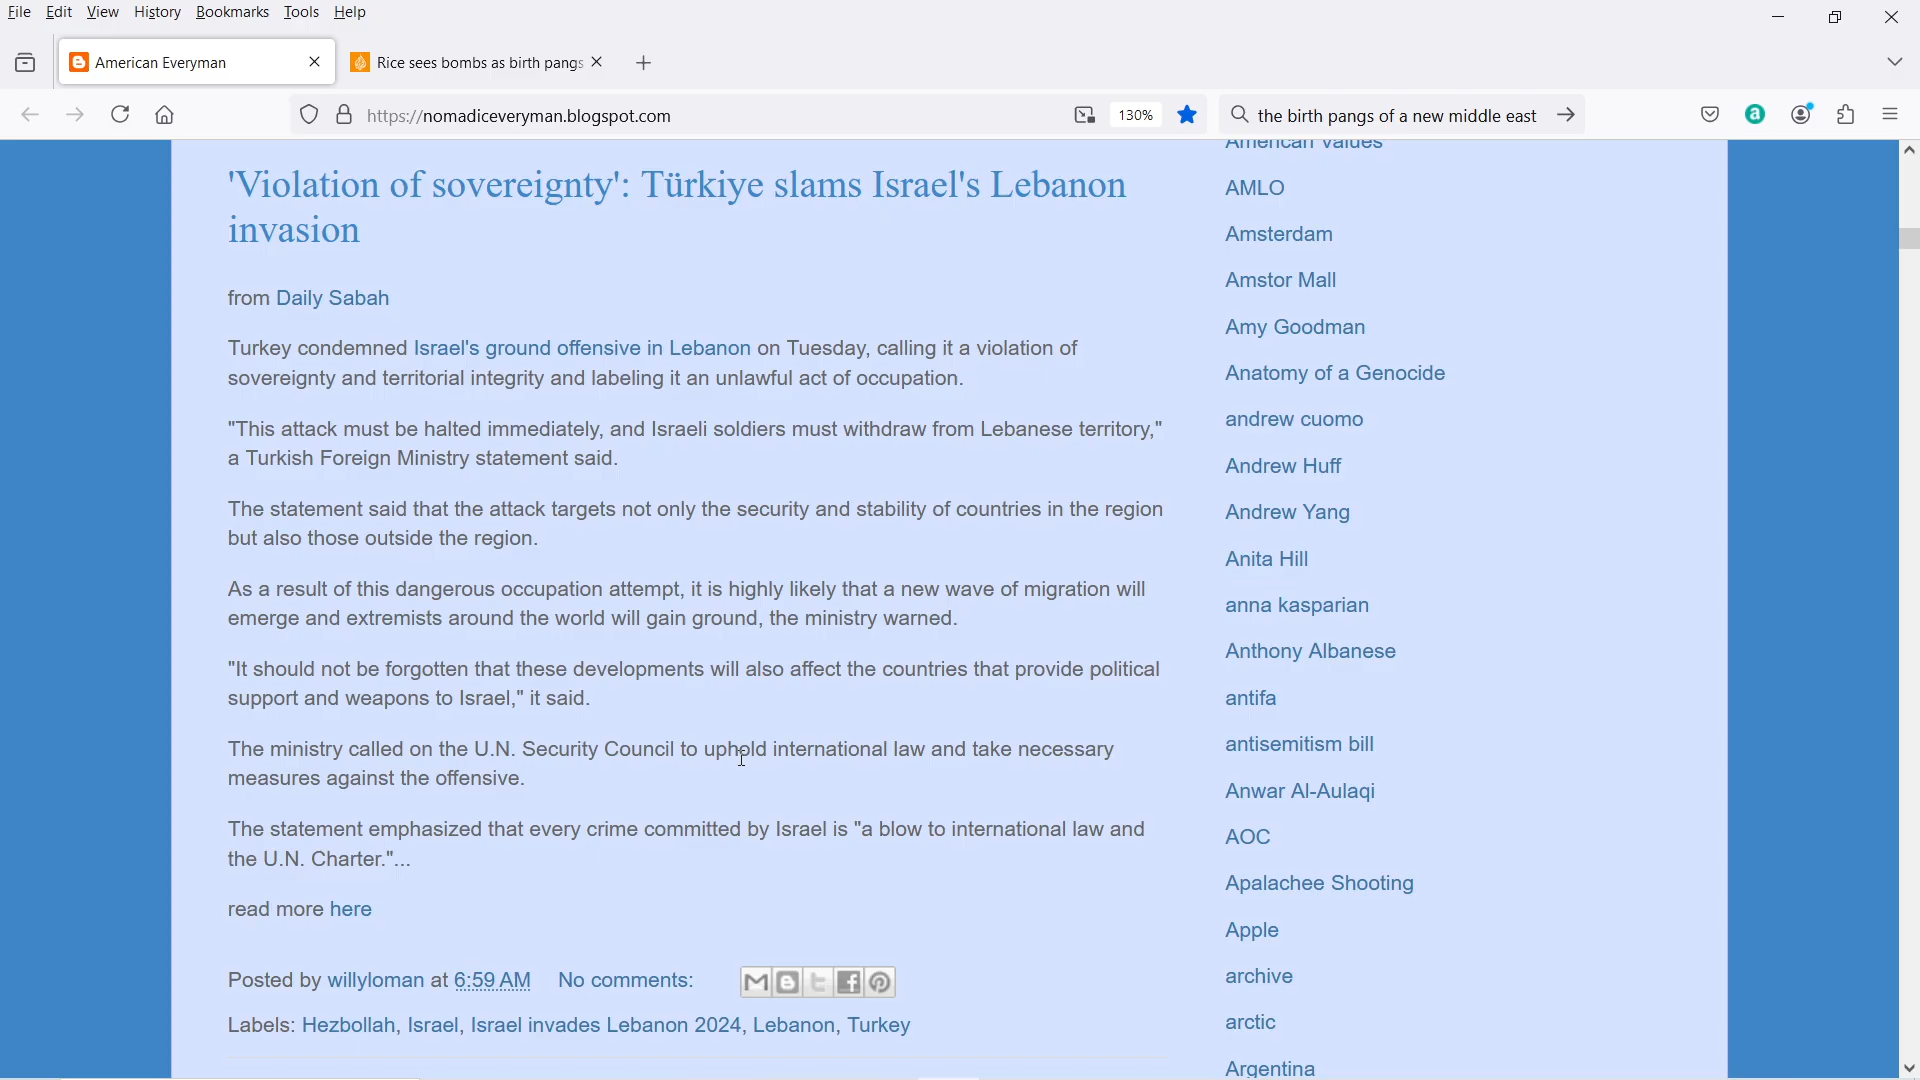 File Edit View History Bookmarks Tools Help
American Everyman
Rice sees bombs as birth pangs
https://nomadiceveryman.blogspot.com
130%
the birth pangs of a new middle east
'Violation of sovereignty': Türkiye slams Israel's Lebanon
invasion
from Daily Sabah
Turkey condemned Israel's ground offensive in Lebanon on Tuesday, calling it a violation of
sovereignty and territorial integrity and labeling it an unlawful act of occupation.
"This attack must be halted immediately, and Israeli soldiers must withdraw from Lebanese territory,"
a Turkish Foreign Ministry statement said.
The statement said that the attack targets not only the security and stability of countries in the region
but also those outside the region.
As a result of this dangerous occupation attempt, it is highly likely that a new wave of migration will
emerge and extremists around the world will gain ground, the ministry warned.
"It should not be forgotten that these developments will also affect the countries that provide political
support and weapons to Israel," it said.
The ministry called on the U.N. Security Council to uphold international law and take necessary
measures against the offensive.
The statement emphasized that every crime committed by Israel is "a blow to international law and
the U.N. Charter."...
read more here
Posted by willyloman at 6:59 AM No comments:
Labels: Hezbollah, Israel, Israel invades Lebanon 2024, Lebanon, Turkey
American Values
AMLO
Amsterdam
Amstor Mall
Amy Goodman
Anatomy of a Genocide
andrew cuomo
Andrew Huff
Andrew Yang
Anita Hill
anna kasparian
Anthony Albanese
antifa
antisemitism bill
Anwar Al-Aulaqi
AOC
Apalachee Shooting
Apple
archive
arctic
Argentina